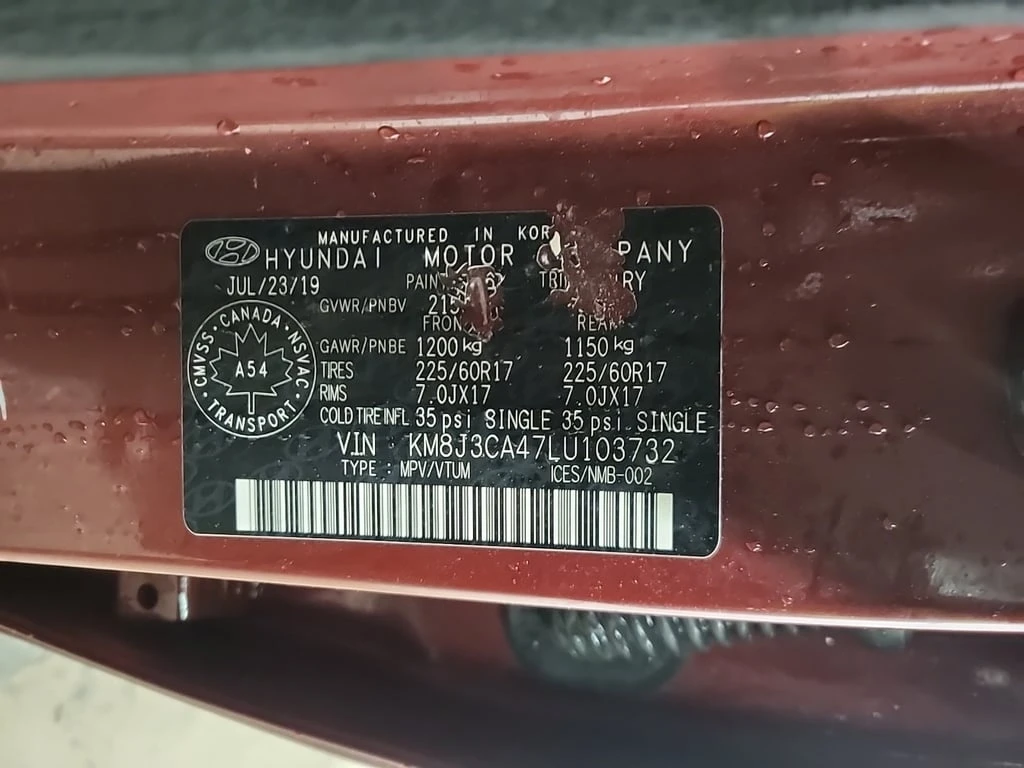 MANUFACTURED IN KOR
HYUNDAI MOTOR PANY
JUL/23/19
GVWR/PNBV
FRONT REAR
GAWR/PNBE 1200 kg 1150 kg
TIRES 225/60R17 225/60R17
RIMS 7.0JX17 7.0JX17
COLD TIRE INFL 35 psi SINGLE 35 psi SINGLE
VIN : KM8J3CA47LU103732
TYPE : MPV/VTUM ICES/NMB-002
CMVSS • CANADA • NSVAC • TRANSPORT •
A54